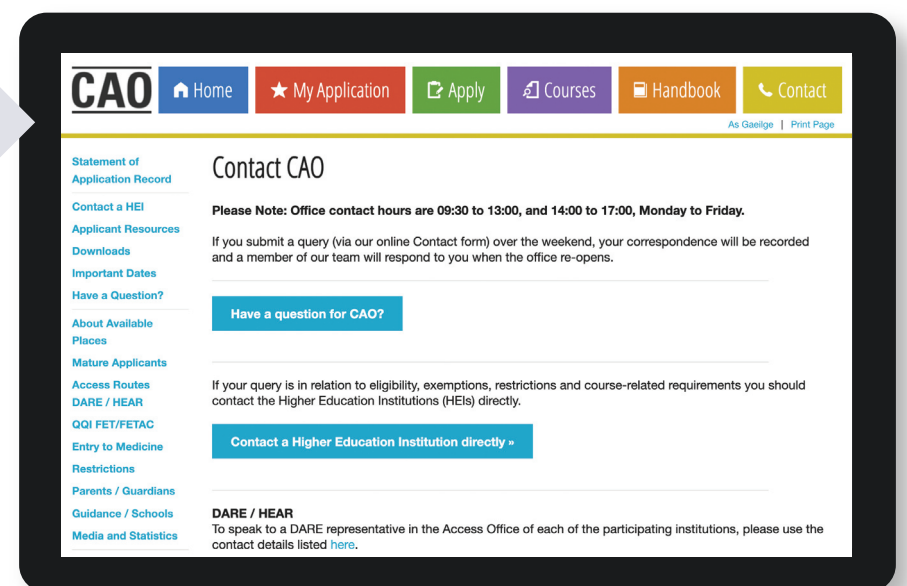 CAO
Home
My Application
Apply
Courses
Handbook
Contact
As Gaeilge | Print Page
Statement of
Application Record
Contact a HEI
Applicant Resources
Downloads
Important Dates
Have a Question?
About Available
Places
Mature Applicants
Access Routes
DARE / HEAR
QQI FET/FETAC
Entry to Medicine
Restrictions
Parents / Guardians
Guidance / Schools
Media and Statistics
Contact CAO
Please Note: Office contact hours are 09:30 to 13:00, and 14:00 to 17:00, Monday to Friday.
If you submit a query (via our online Contact form) over the weekend, your correspondence will be recorded
and a member of our team will respond to you when the office re-opens.
Have a question for CAO?
If your query is in relation to eligibility, exemptions, restrictions and course-related requirements you should
contact the Higher Education Institutions (HEIs) directly.
Contact a Higher Education Institution directly »
DARE / HEAR
To speak to a DARE representative in the Access Office of each of the participating institutions, please use the
contact details listed here.